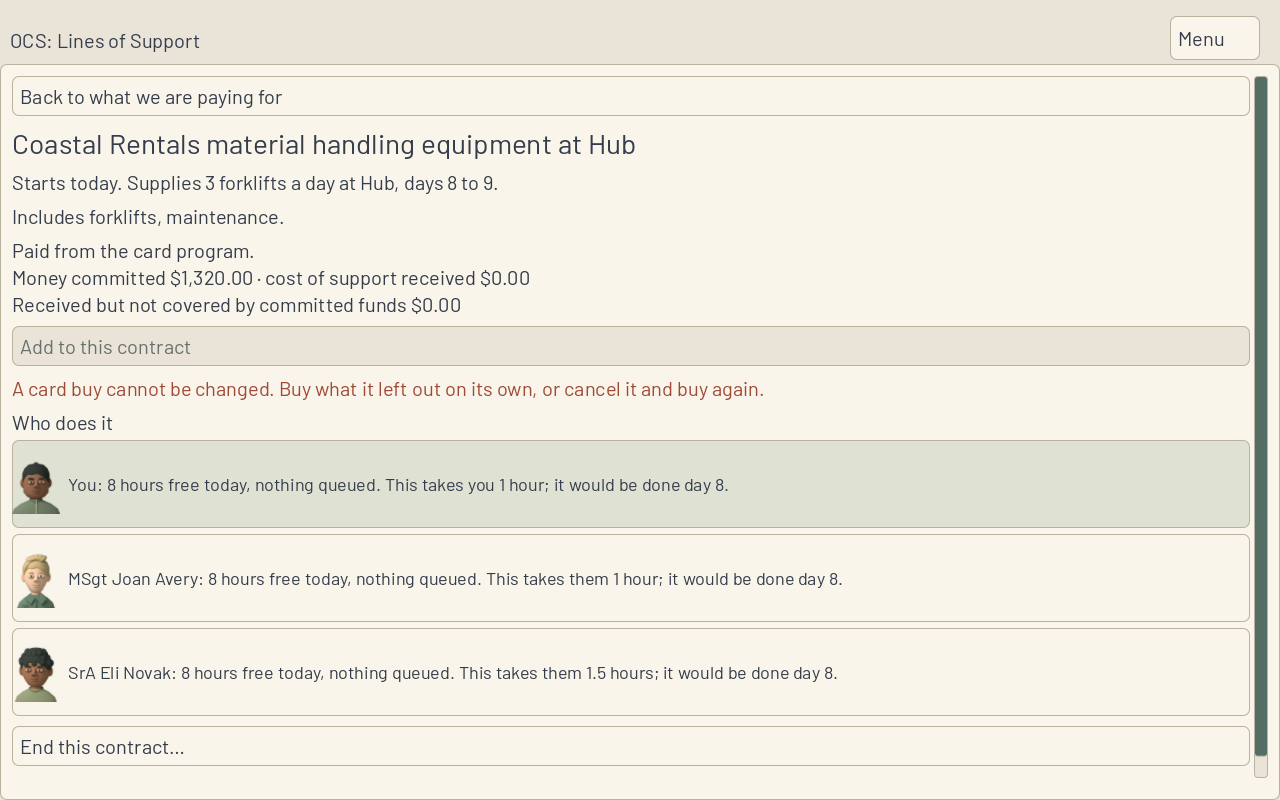 OCS: Lines of Support
Menu
Back to what we are paying for
Coastal Rentals material handling equipment at Hub
Starts today. Supplies 3 forklifts a day at Hub, days 8 to 9.
Includes forklifts, maintenance.
Paid from the card program.
Money committed $1,320.00 · cost of support received $0.00
Received but not covered by committed funds $0.00
Add to this contract
A card buy cannot be changed. Buy what it left out on its own, or cancel it and buy again.
Who does it
You: 8 hours free today, nothing queued. This takes you 1 hour; it would be done day 8.
MSgt Joan Avery: 8 hours free today, nothing queued. This takes them 1 hour; it would be done day 8.
SrA Eli Novak: 8 hours free today, nothing queued. This takes them 1.5 hours; it would be done day 8.
End this contract...